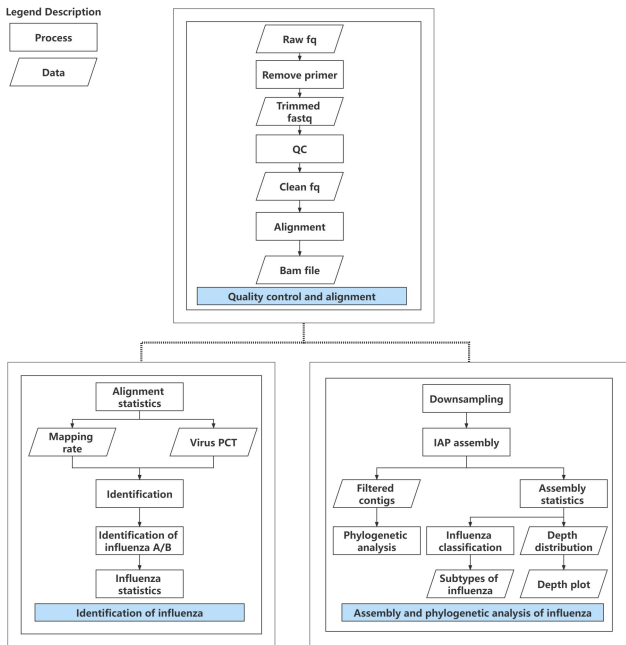 Legend Description
Process
Data
Raw fq
Remove primer
Trimmed
fastq
QC
Clean fq
Alignment
Bam file
Quality control and alignment
Alignment
statistics
Mapping
rate
Virus PCT
Identification
Identification of
influenza A/B
Influenza
statistics
Identification of influenza
Downsampling
IAP assembly
Filtered
contigs
Assembly
statistics
Phylogenetic
analysis
Influenza
classification
Depth
distribution
Subtypes of
influenza
Depth plot
Assembly and phylogenetic analysis of influenza